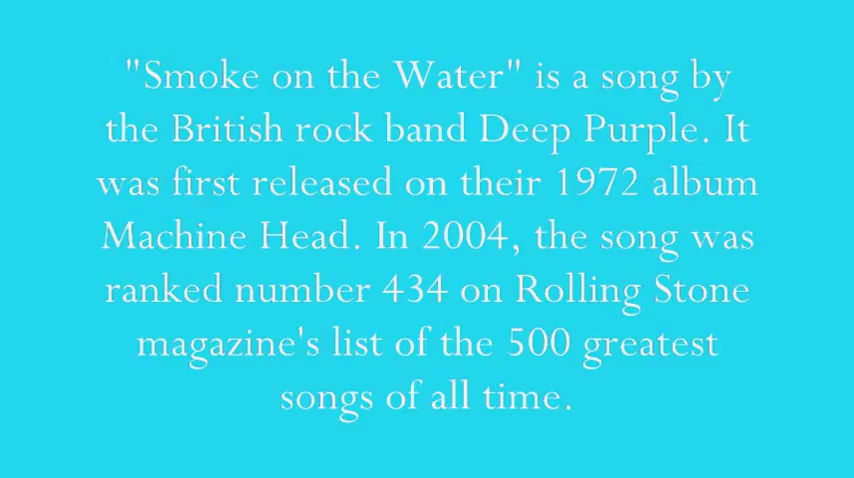 "Smoke on the Water" is a song by
the British rock band Deep Purple. It
was first released on their 1972 album
Machine Head. In 2004, the song was
ranked number 434 on Rolling Stone
magazine's list of the 500 greatest
songs of all time.